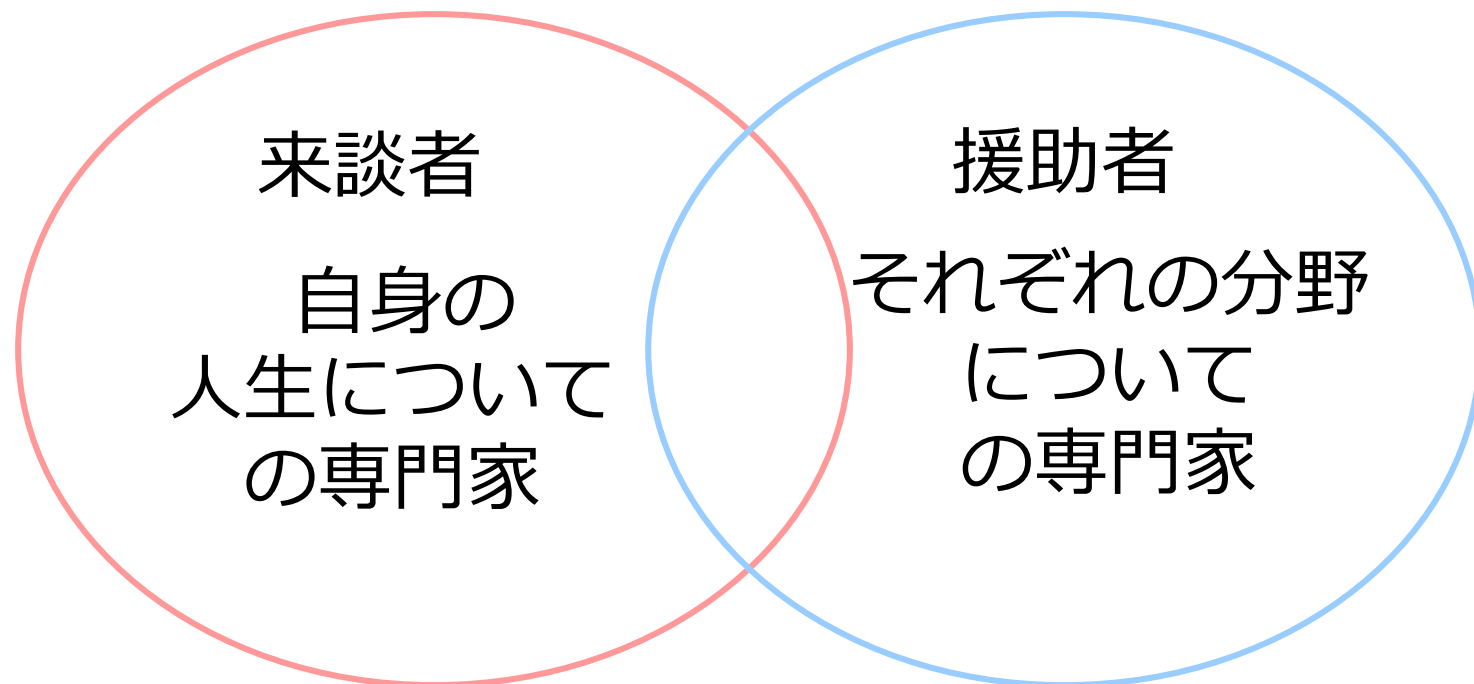 来談者
自身の
人生について
の専門家
援助者
それぞれの分野
について
の専門家